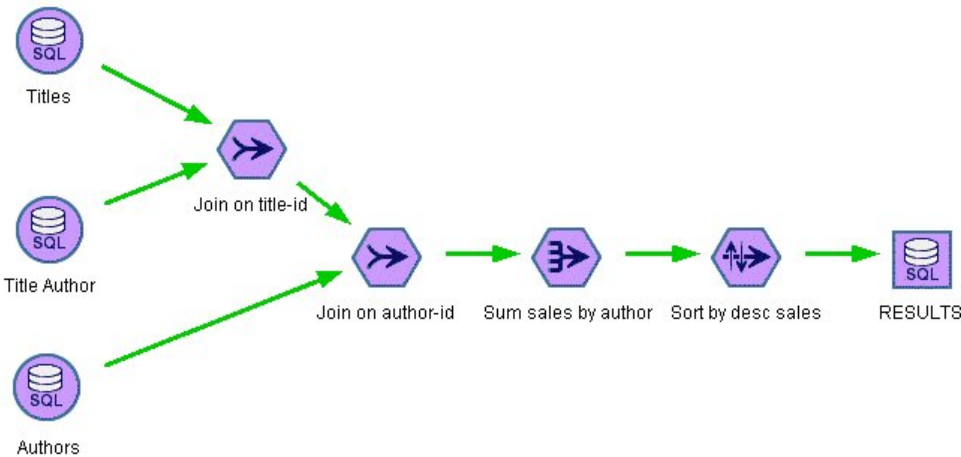 SQL
Titles
Join on title-id
SQL
Title Author
Join on author-id
Sum sales by author
Sort by desc sales
SQL
RESULTS
SQL
Authors